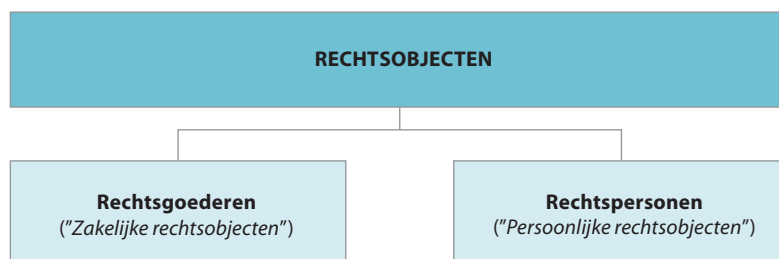 RECHTSOBJECTEN
Rechtsgoederen
("Zakelijke rechtsobjecten")
Rechtspersonen
("Persoonlijke rechtsobjecten")